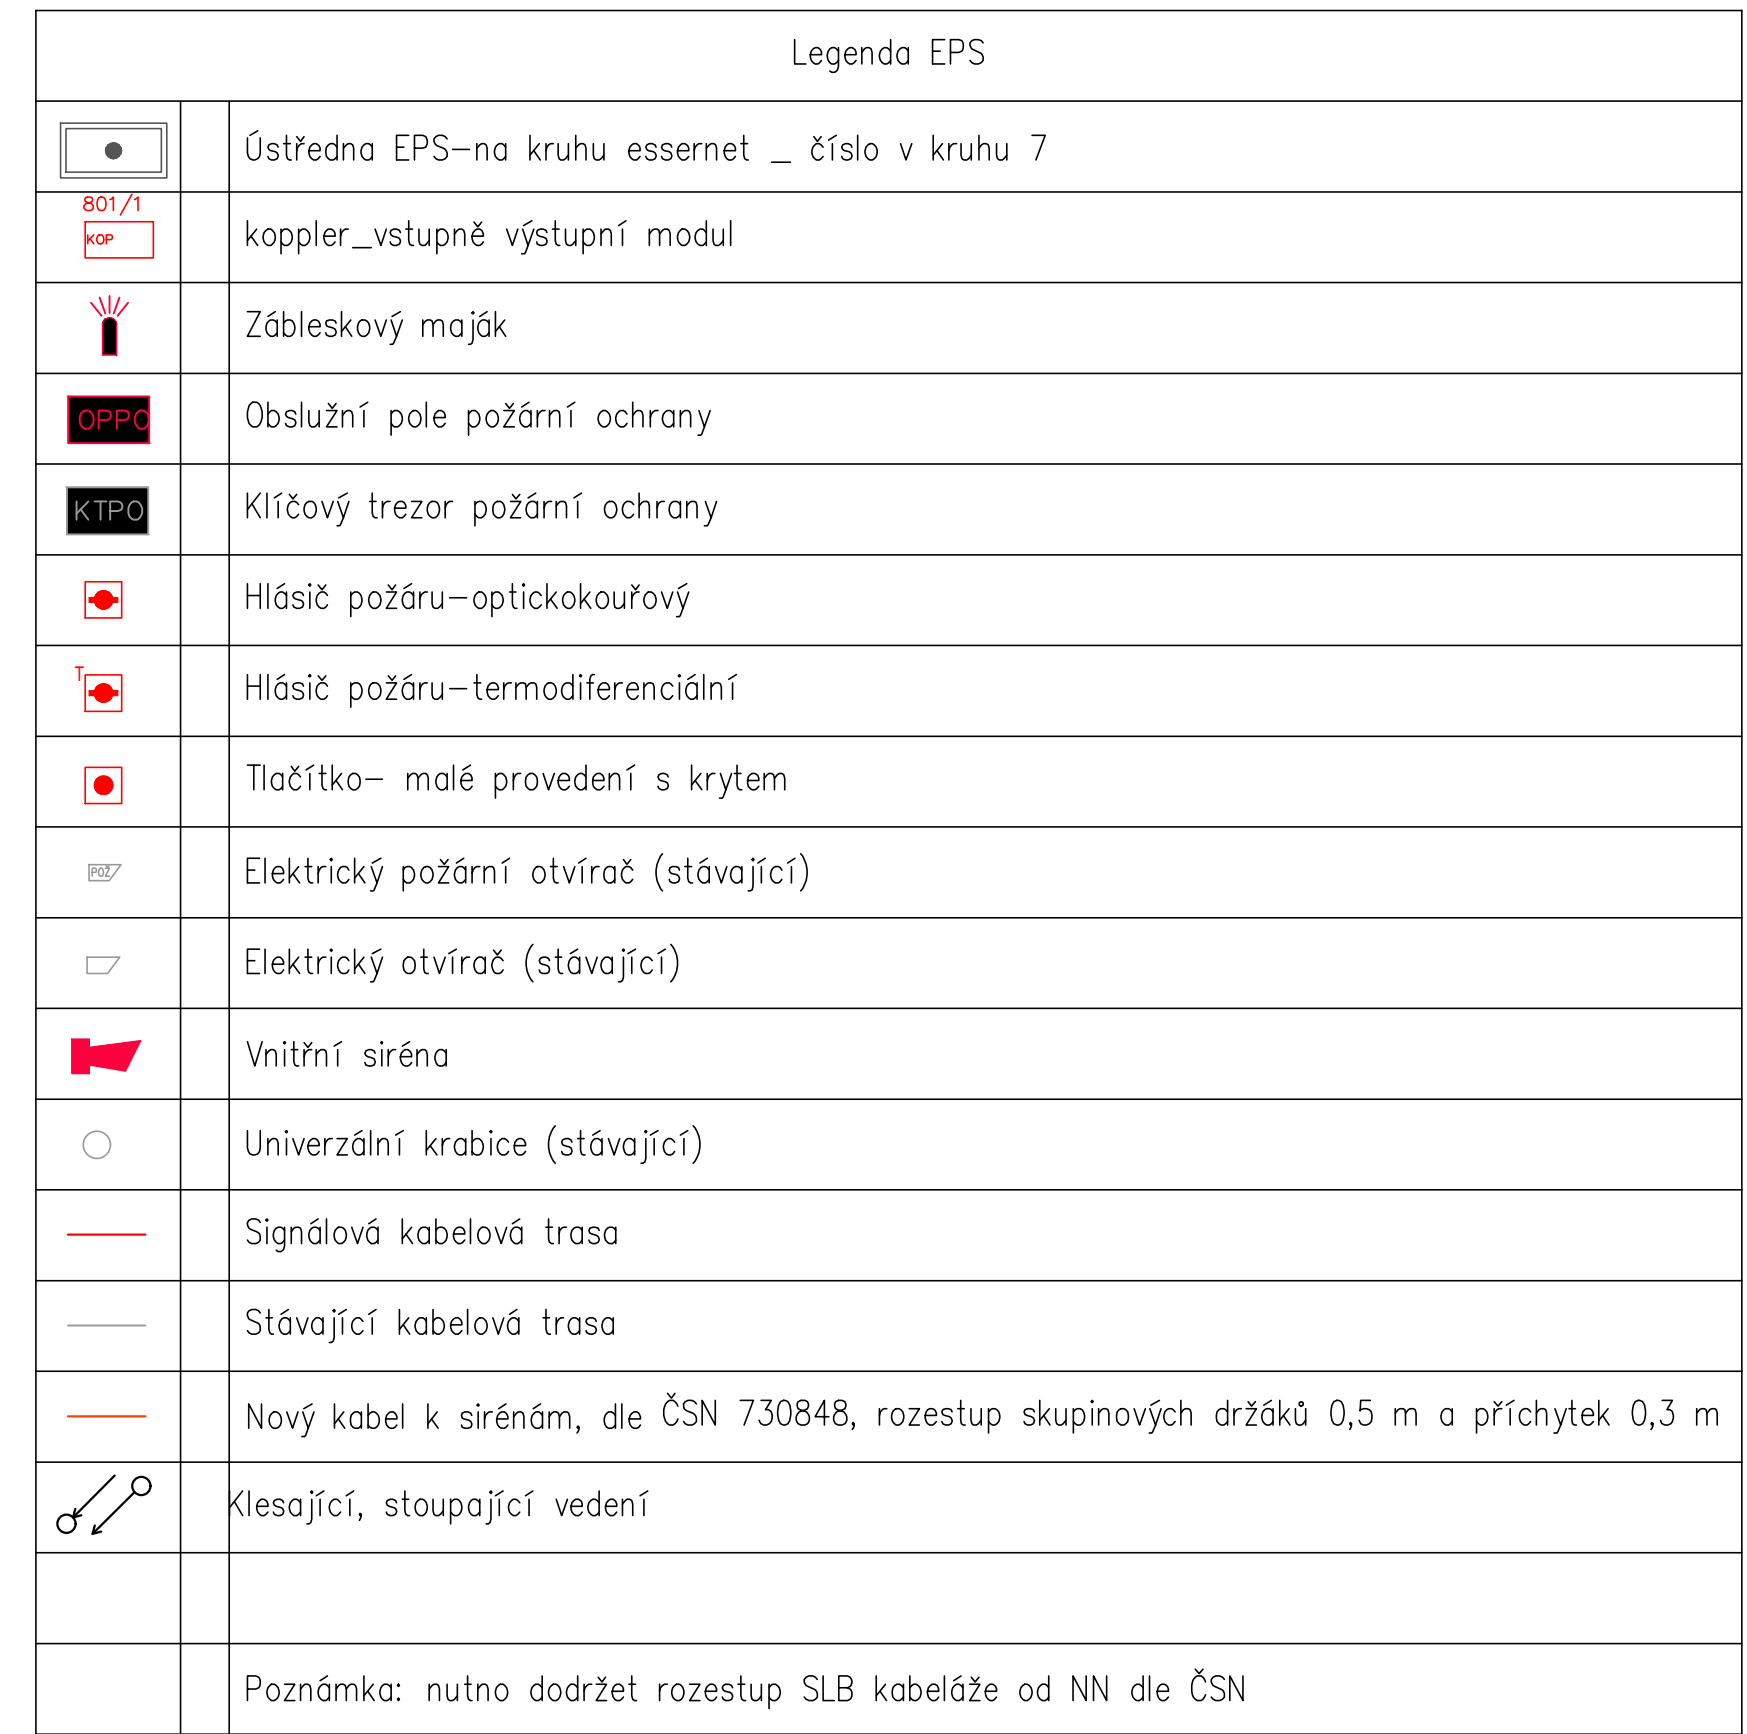 Legenda EPS
Ústředna EPS-na kruhu essernet _ číslo v kruhu 7
801/1
KOP
koppler_vstupně výstupní modul
Zábleskový maják
OPPO
Obslužní pole požární ochrany
KTPO
Klíčový trezor požární ochrany
Hlásič požáru-optickokouřový
T
Hlásič požáru-termodiferenciální
Tlačítko- malé provedení s krytem
POŽ
Elektrický požární otvírač (stávající)
Elektrický otvírač (stávající)
Vnitřní siréna
Univerzální krabice (stávající)
Signálová kabelová trasa
Stávající kabelová trasa
Nový kabel k sirénám, dle ČSN 730848, rozestup skupinových držáků 0,5 m a příchytek 0,3 m
Klesající, stoupající vedení
Poznámka: nutno dodržet rozestup SLB kabeláže od NN dle ČSN